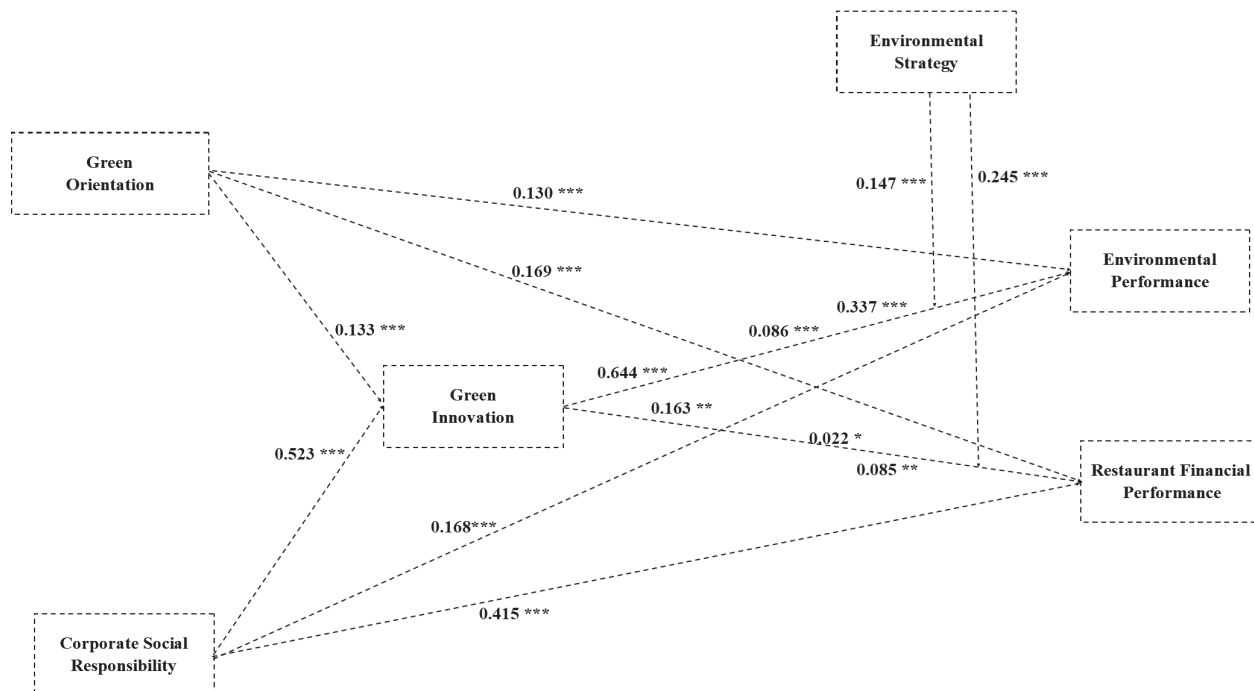 Environmental
Strategy
Green
Orientation
0.147 ***
0.245 ***
0.130 ***
Environmental
Performance
0.169 ***
0.337 ***
0.133 ***
0.086 ***
0.644 ***
Green
Innovation
0.163 **
0.022 *
0.085 **
0.523 ***
Restaurant Financial
Performance
0.168***
0.415 ***
Corporate Social
Responsibility